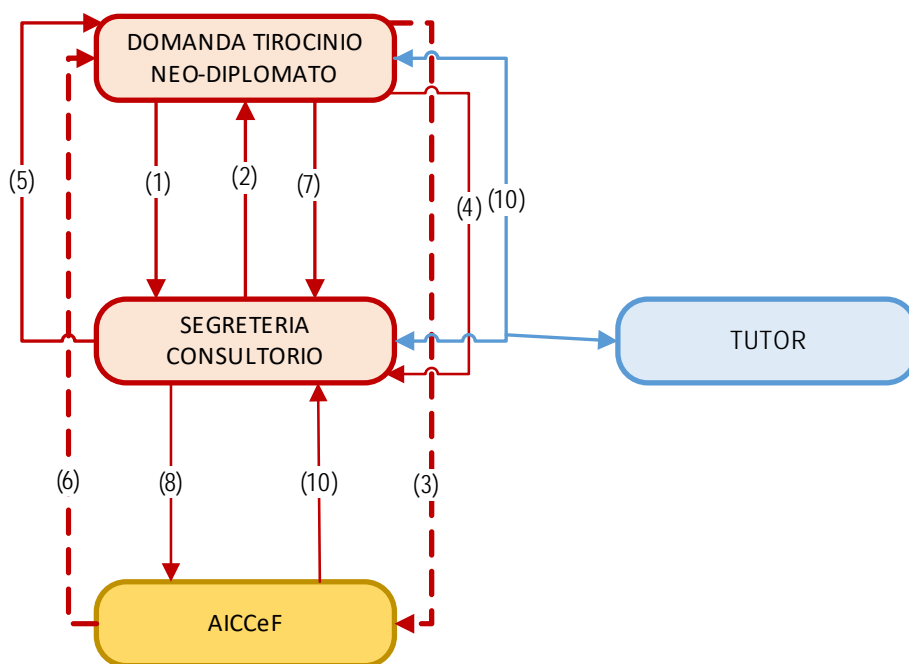 DOMANDA TIROCINIO
NEO-DIPLOMATO
(5)
(1)
(2)
(7)
(4)
(10)
SEGRETERIA
CONSULTORIO
TUTOR
(6)
(8)
(10)
(3)
AICCeF